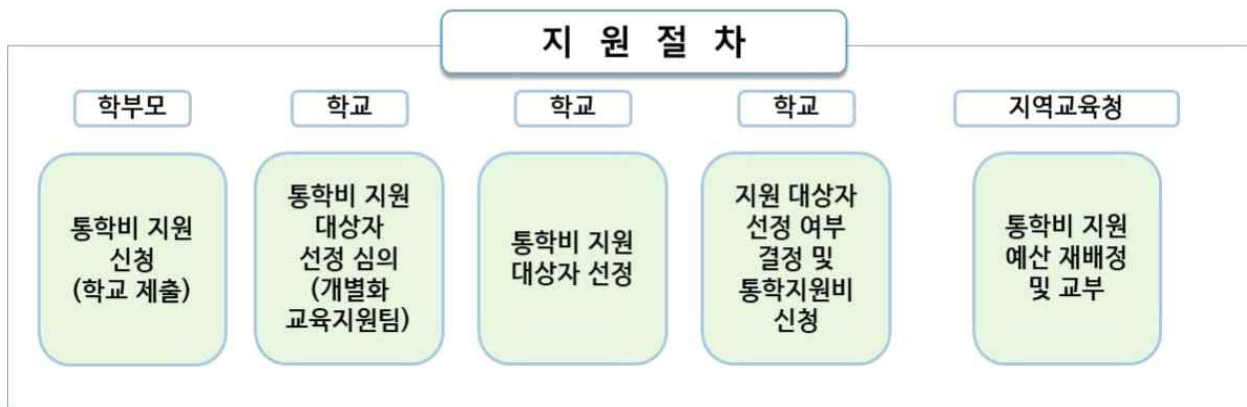 지 원 절 차
학부모
통학비 지원
신청
(학교 제출)
학교
통학비 지원
대상자
선정 심의
(개별화
교육지원팀)
학교
통학비 지원
대상자 선정
학교
지원 대상자
선정 여부
결정 및
통학지원비
신청
지역교육청
통학비 지원
예산 재배정
및 교부